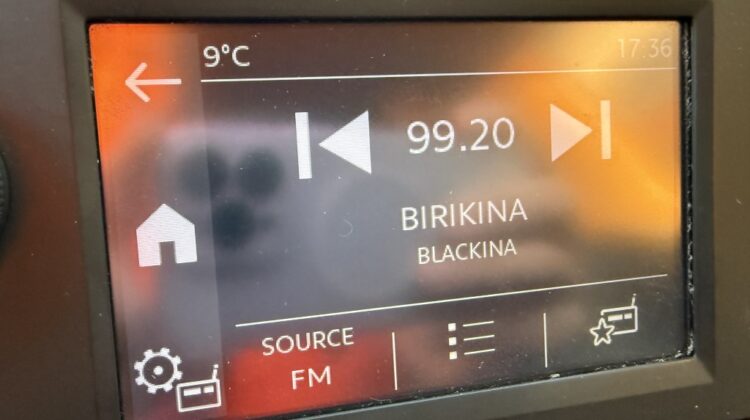 9°C 17:36
99.20
BIRIKINA
BLACKINA
SOURCE
FM